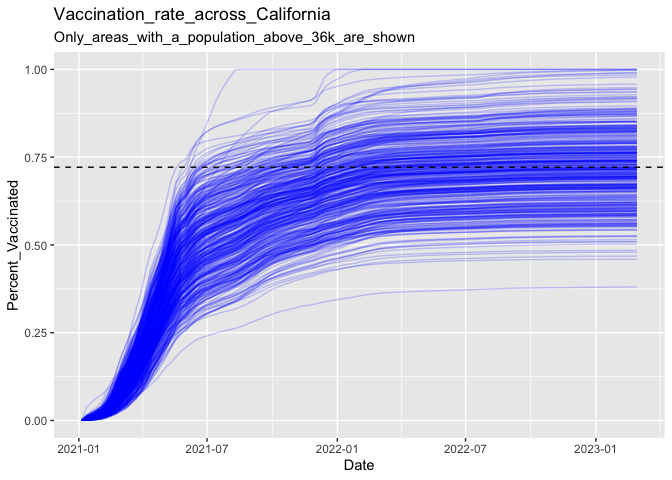 Vaccination_rate_across_California
Only_areas_with_a_population_above_36k_are_shown
Percent_Vaccinated
1.00
0.75
0.50
0.25
0.00
2021-01 2021-07 2022-01 2022-07 2023-01
Date